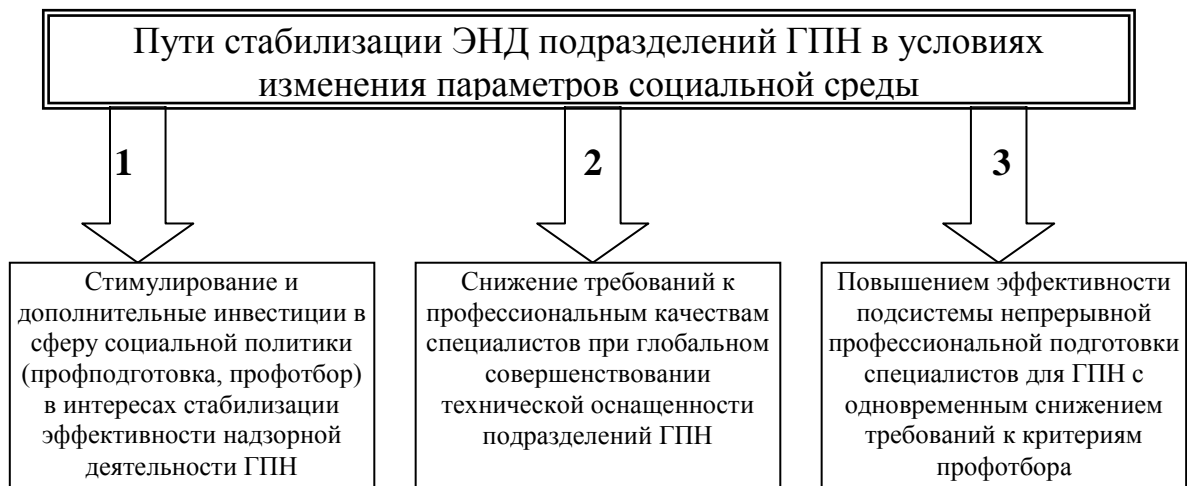 Пути стабилизации ЭНД подразделений ГПН в условиях
изменения параметров социальной среды
1
2
3
Стимулирование и
дополнительные инвестиции в
сферу социальной политики
(профподготовка, профотбор)
в интересах стабилизации
эффективности надзорной
деятельности ГПН
Снижение требований к
профессиональным качествам
специалистов при глобальном
совершенствовании
технической оснащенности
подразделений ГПН
Повышением эффективности
подсистемы непрерывной
профессиональной подготовки
специалистов для ГПН с
одновременным снижением
требований к критериям
профотбора